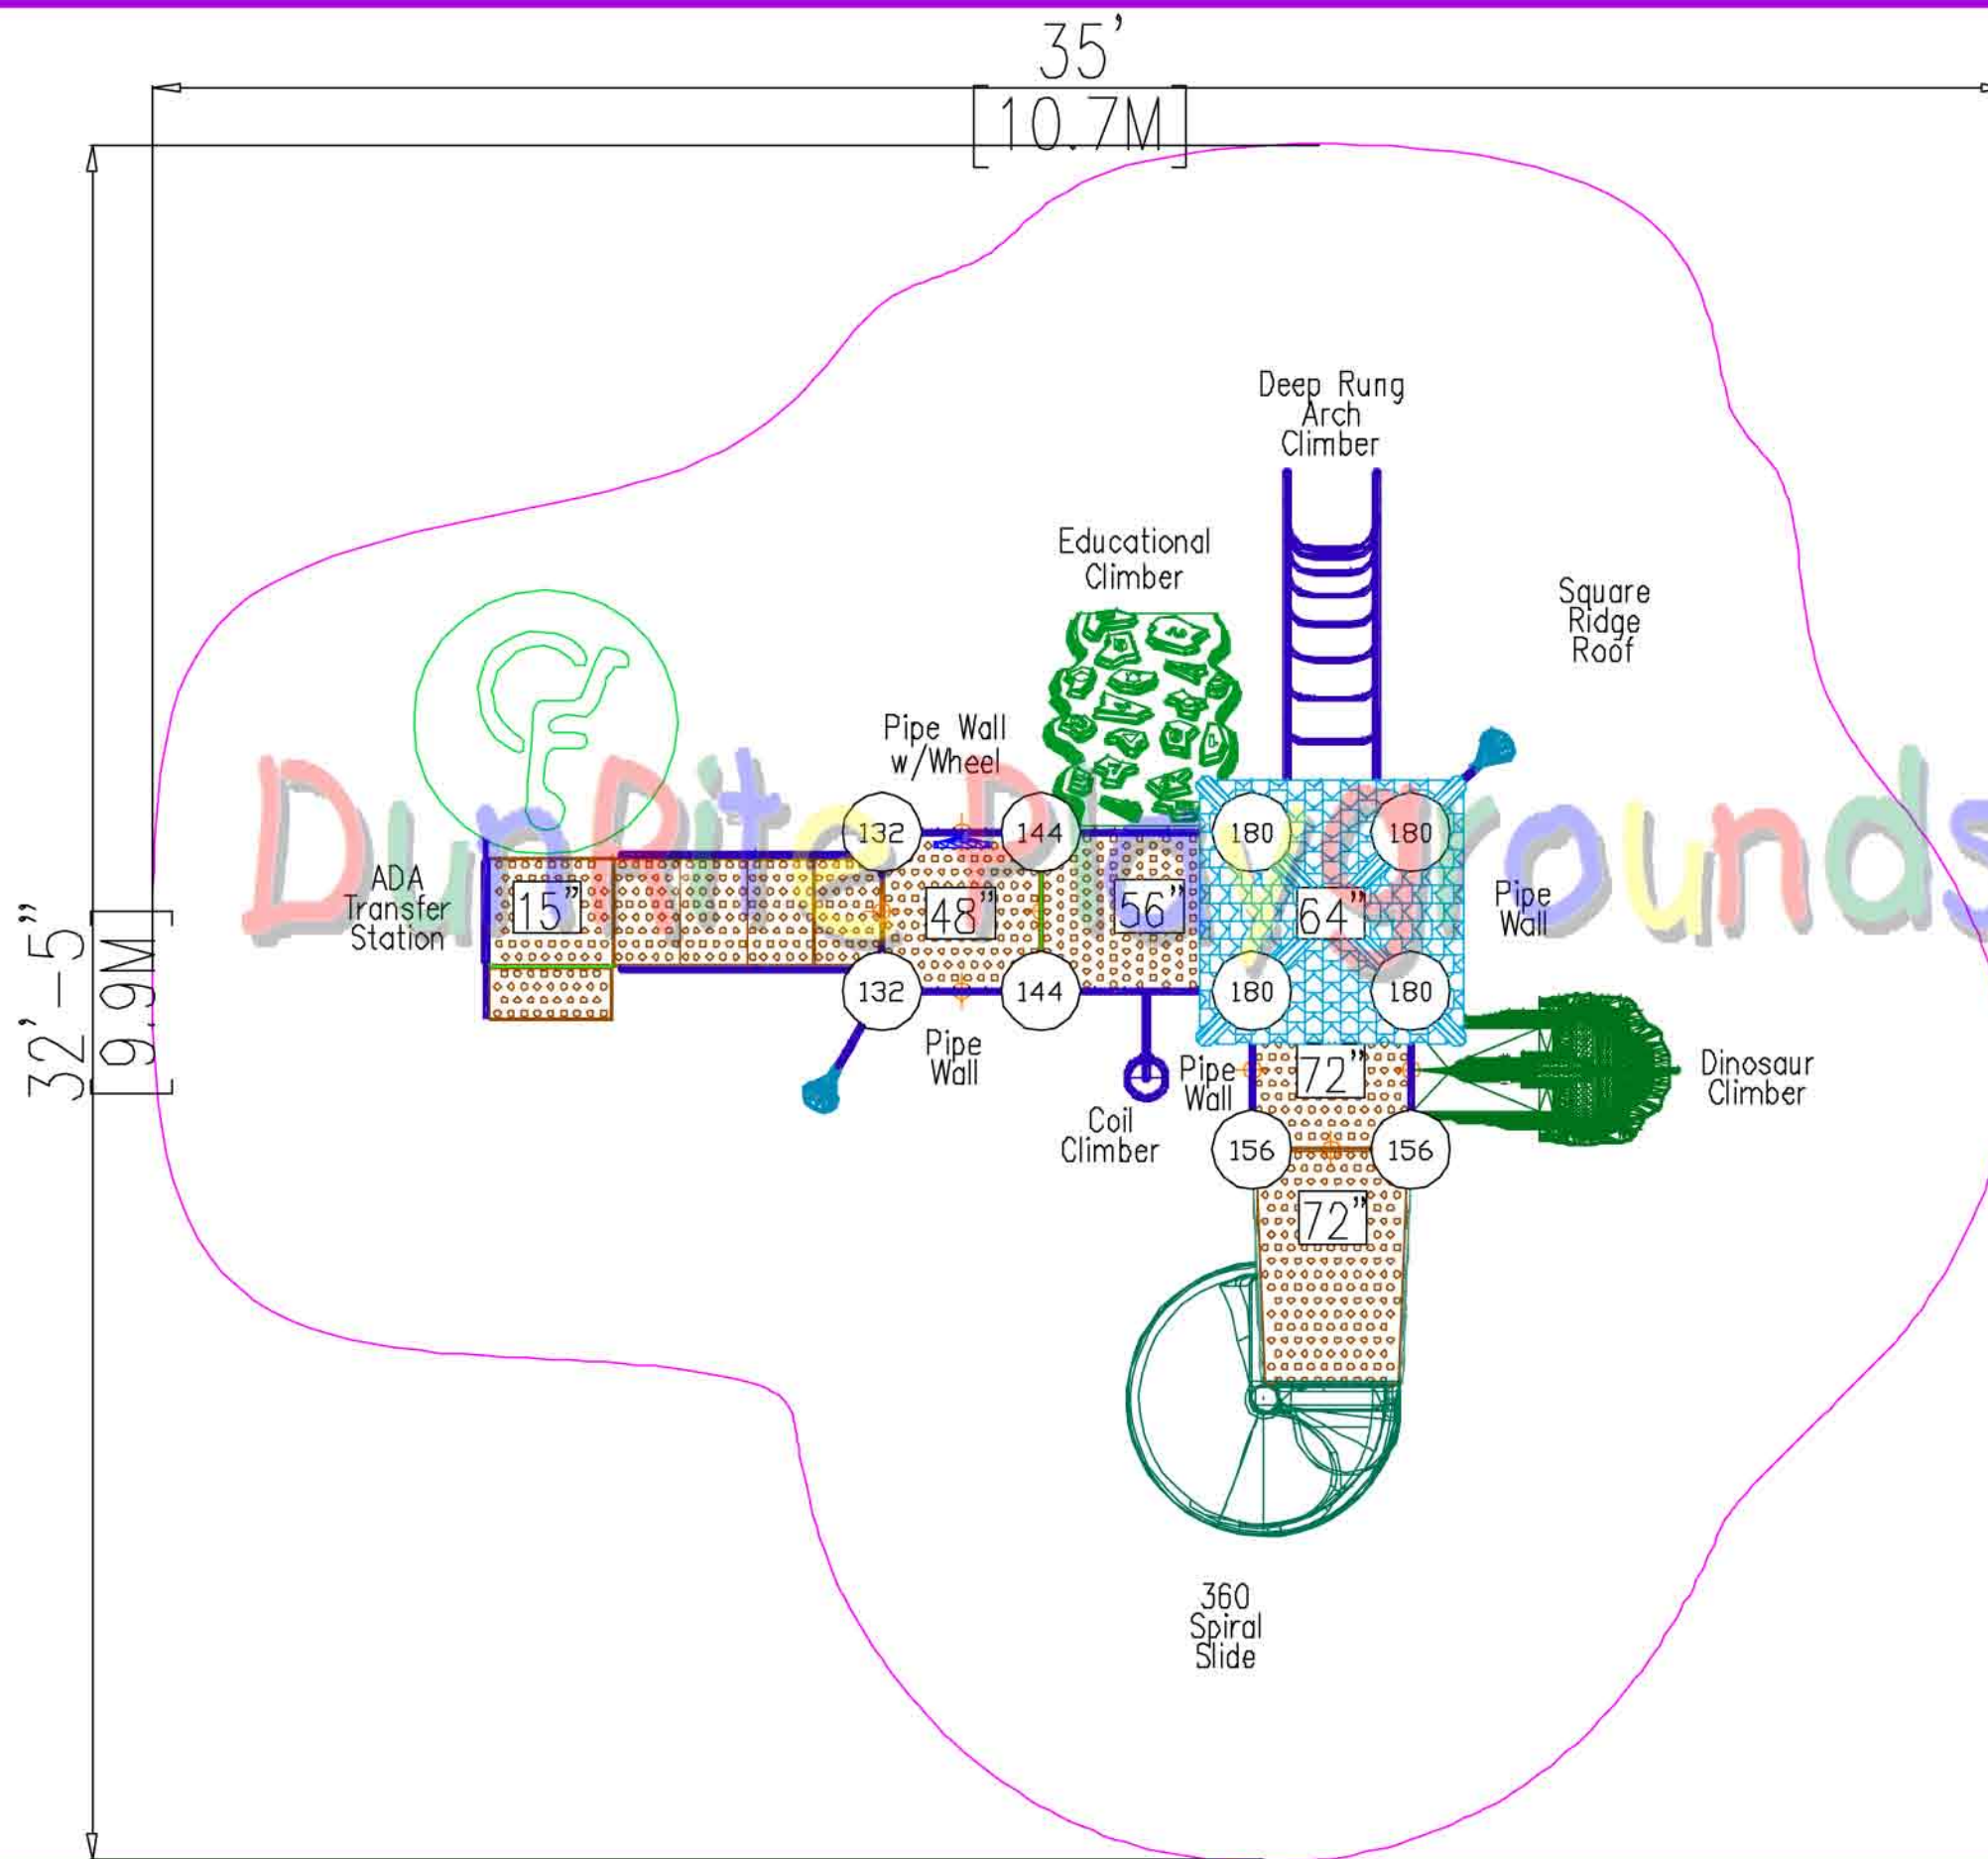 35’
[10.7M]
32’-5”
[9.9M]
Deep Rung
Arch
Climber
Educational
Climber
Square
Ridge
Roof
Pipe Wall
w/Wheel
DunRite Playgrounds
132
144
180
180
ADA
Transfer
Station
15”
48”
56”
64”
Pipe
Wall
132
144
180
180
Pipe
Wall
Coil
Climber
Pipe
Wall
72”
Dinosaur
Climber
156
156
72”
360
Spiral
Slide